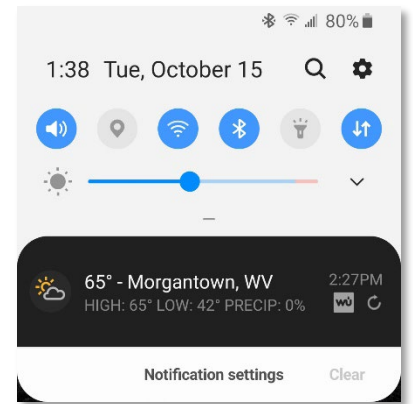 80%
1:38 Tue, October 15
65° - Morgantown, WV 2:27PM
HIGH: 65° LOW: 42° PRECIP: 0% wu
Notification settings Clear